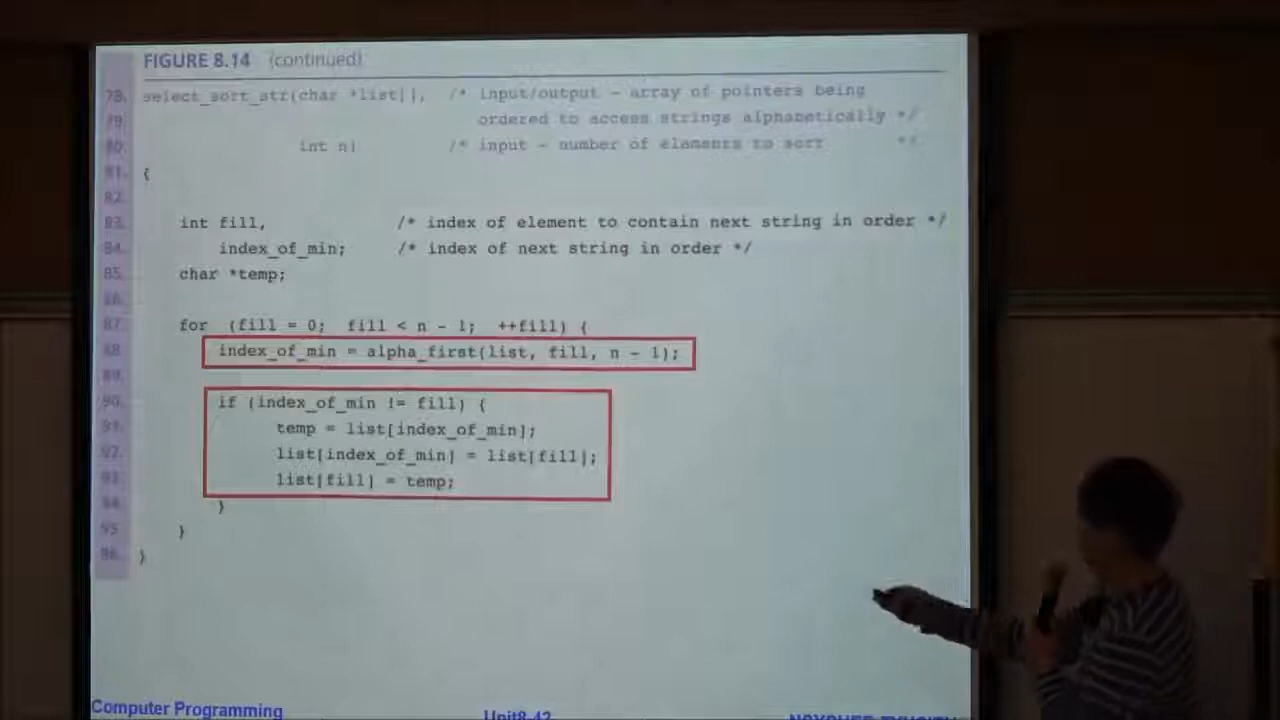 FIGURE 8.14 (continued)
78. select_sort_str(char *list[], /* input/output - array of pointers being
79. ordered to access strings alphabetically */
80. int n) /* input - number of elements to sort */
81. {
82.
83. int fill, /* index of element to contain next string in order */
84. index_of_min; /* index of next string in order */
85. char *temp;
86.
87. for (fill = 0; fill < n - 1; ++fill) {
88. index_of_min = alpha_first(list, fill, n - 1);
89.
90. if (index_of_min != fill) {
91. temp = list[index_of_min];
92. list[index_of_min] = list[fill];
93. list[fill] = temp;
94. }
95. }
96. }
Computer Programming Unit8-42